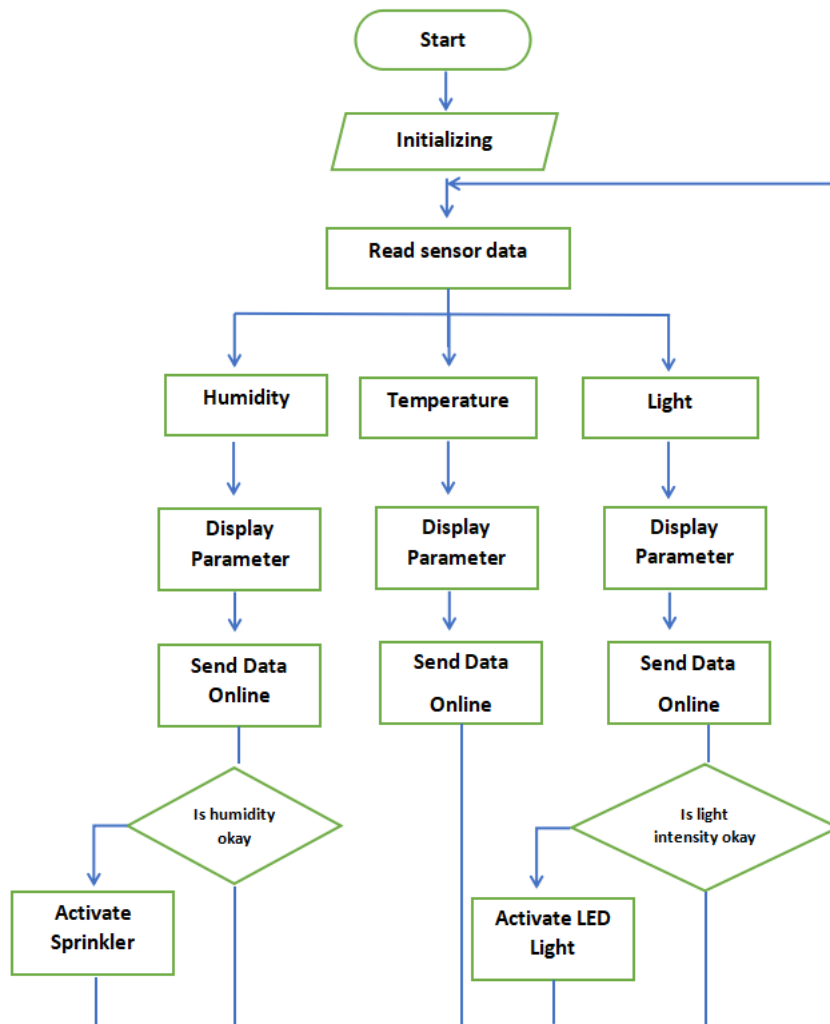 Start
Initializing
Read sensor data
Humidity
Temperature
Light
Display
Parameter
Display
Parameter
Display
Parameter
Send Data
Online
Send Data
Online
Send Data
Online
Is humidity
okay
Is light
intensity okay
Activate
Sprinkler
Activate LED
Light